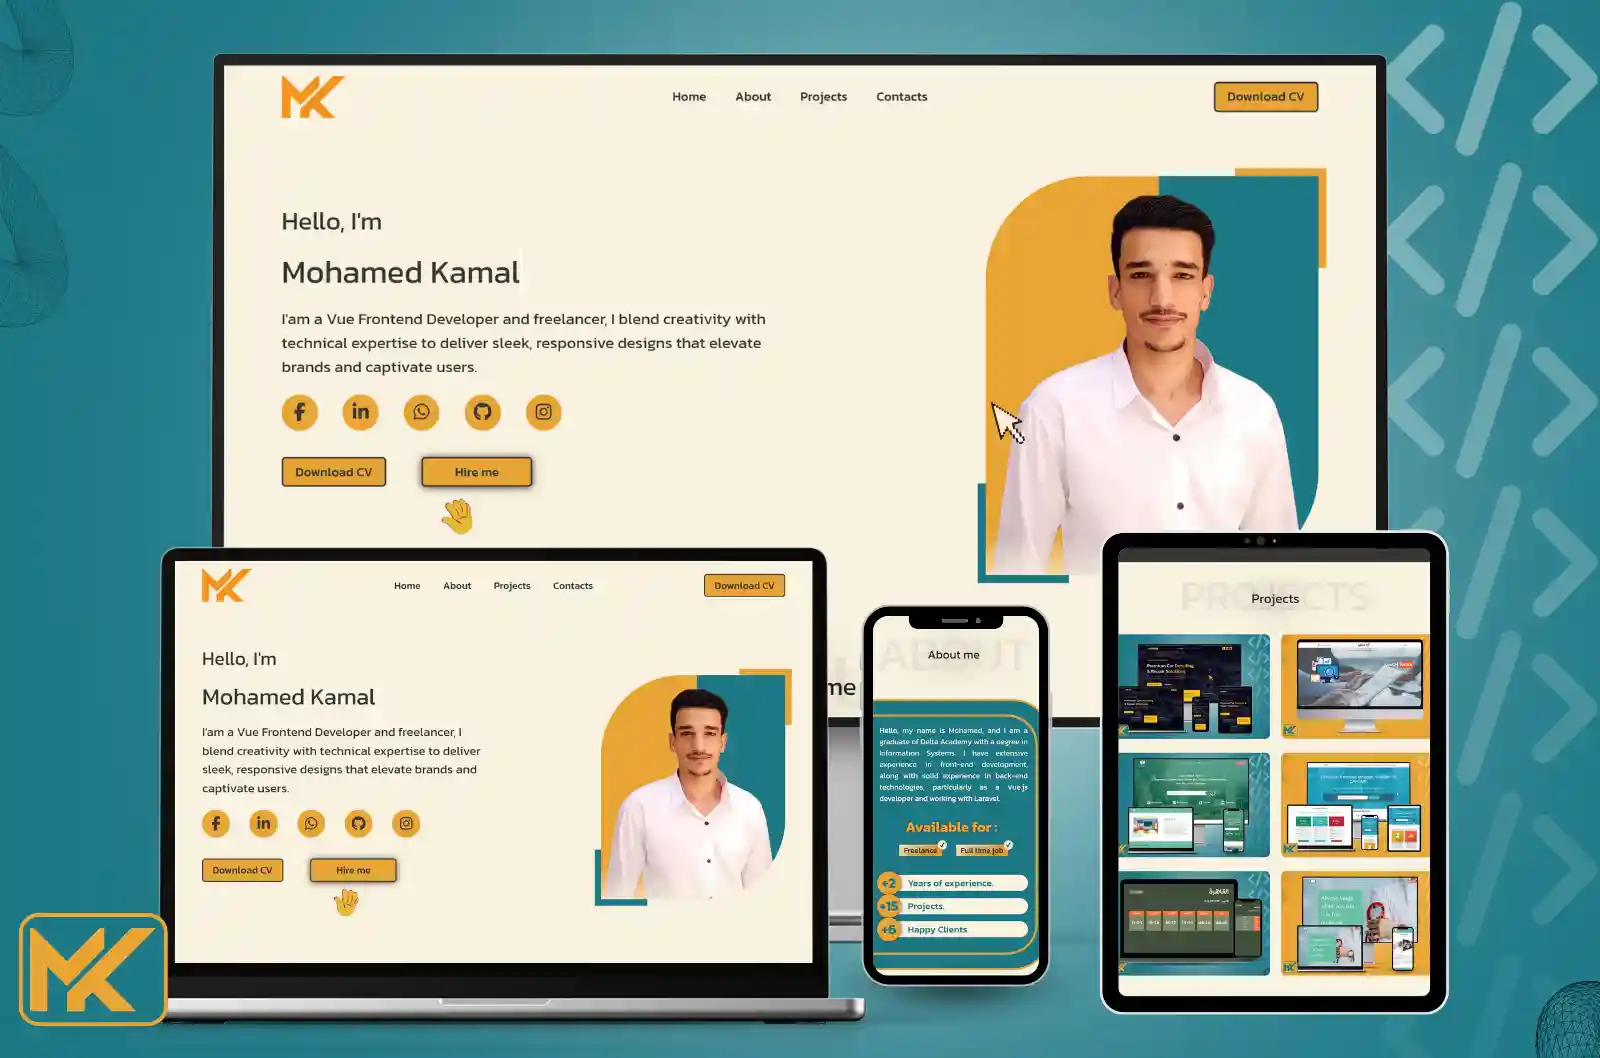 MK
Home About Projects Contacts
Download CV
Hello, I'm
Mohamed Kamal
I'am a Vue Frontend Developer and freelancer, I blend creativity with
technical expertise to deliver sleek, responsive designs that elevate
brands and captivate users.
Download CV
Hire me
me
MK
Home About Projects Contacts
Download CV
Hello, I'm
Mohamed Kamal
I'am a Vue Frontend Developer and freelancer, I
blend creativity with technical expertise to deliver
sleek, responsive designs that elevate brands and
captivate users.
Download CV
Hire me
ABOUT
About me
Hello, my name is Mohamed, and I am a
graduate of Delta Academy with a degree in
Information Systems. I have extensive
experience in front-end development,
along with solid experience in back-end
technologies, particularly as a Vue.js
developer and working with Laravel.
Available for :
Freelance
Full time job
+2 Years of experience.
+15 Projects.
+6 Happy Clients
PROJECTS
Projects
Premium Car Detailing
& Repair Solutions
MK